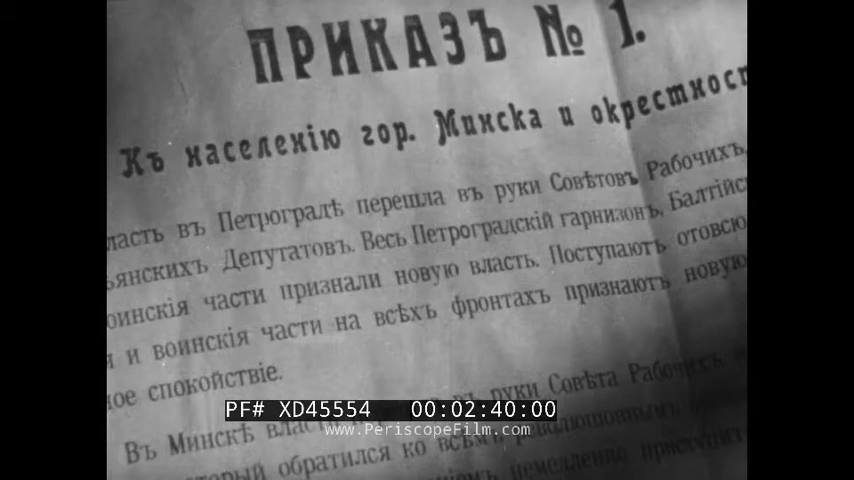 ПРИКАЗЪ № 1.
Къ населенію гор. Минска и окрестност
ласть въ Петроградѣ перешла въ руки Совѣтовъ Рабочихъ,
ьянскихъ Депутатовъ. Весь Петроградскій гарнизонъ, Балтійс
оинскія части признали новую власть. Поступаютъ отовсю
и и воинскія части на всѣхъ фронтахъ признаютъ новую
ное спокойствіе.
PF# XD45554 00:02:40:00
Въ Минскѣ влас въ руки Совѣта Рабочихъ
www.PeriscopeFilm.com
который обратился ко всѣмъ революціоннымъ
немедленно